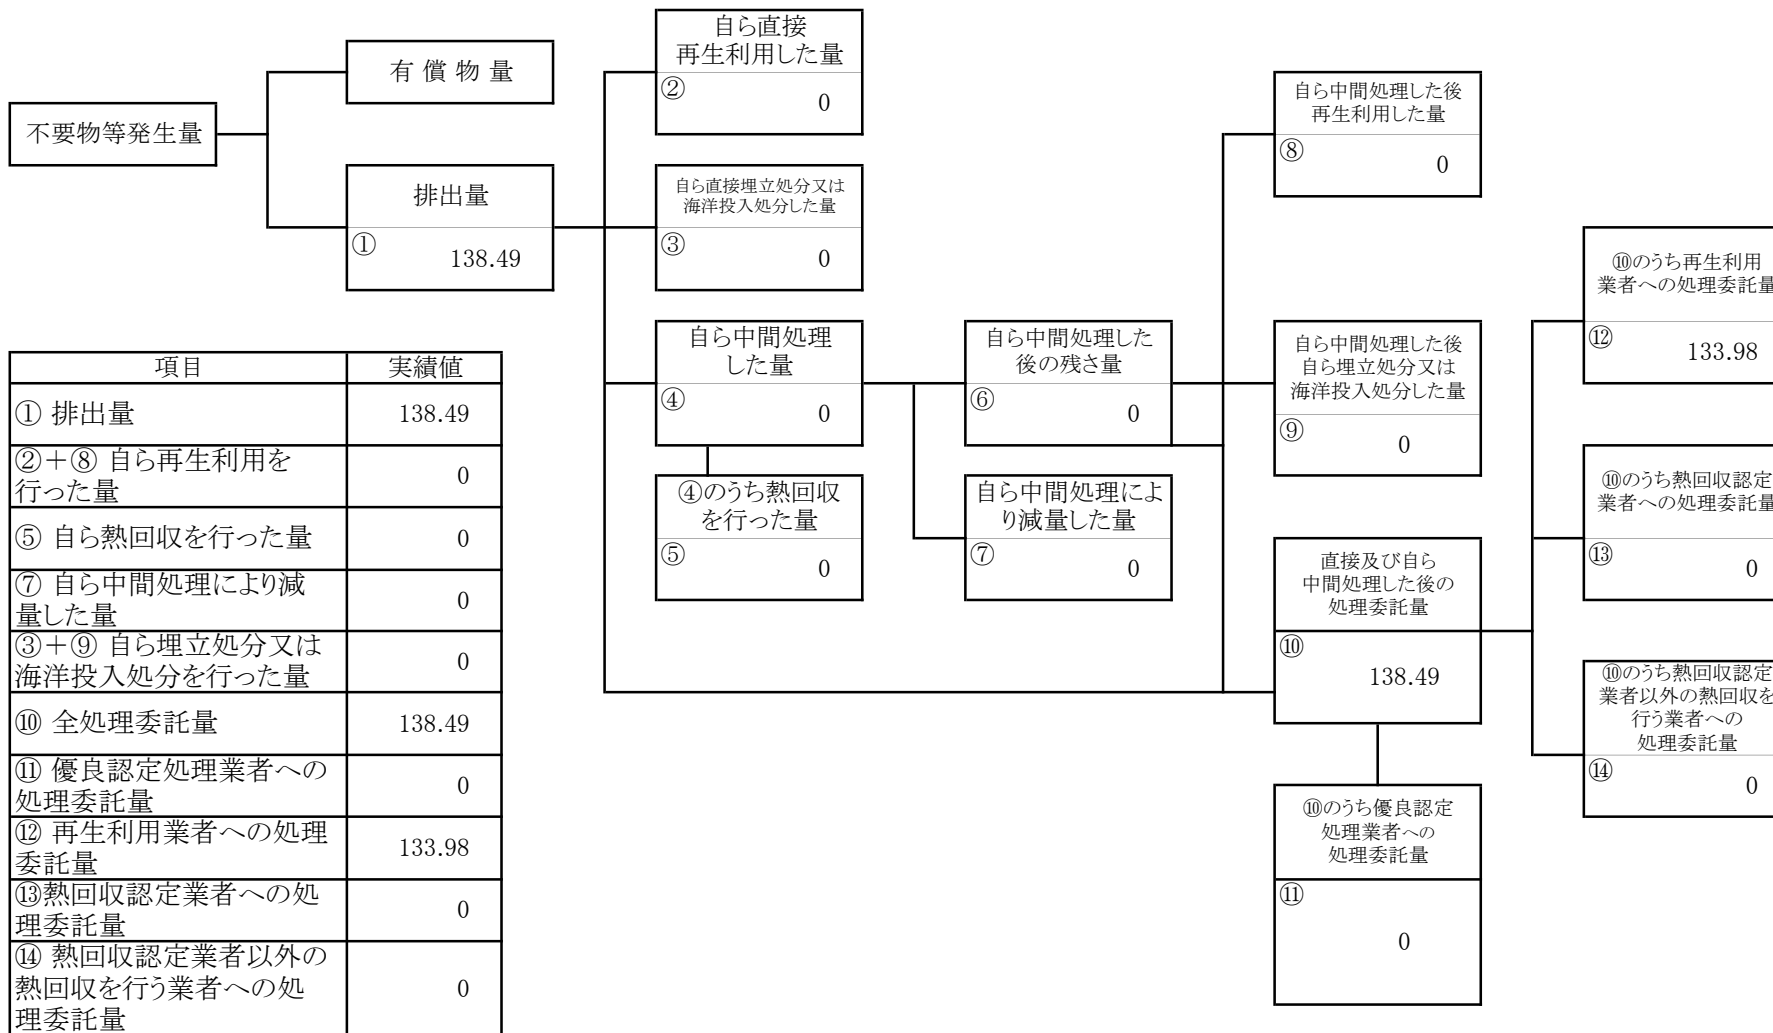 不要物等発生量
有 償 物 量
排出量
①
138.49
自ら直接
再生利用した量
②
0
自ら直接埋立処分又は
海洋投入処分した量
③
0
自ら中間処理
した量
④
0
④のうち熱回収
を行った量
⑤
0
自ら中間処理した
後の残さ量
⑥
0
自ら中間処理によ
り減量した量
⑦
0
自ら中間処理した後
再生利用した量
⑧
0
自ら中間処理した後
自ら埋立処分又は
海洋投入処分した量
⑨
0
直接及び自ら
中間処理した後の
処理委託量
⑩
138.49
⑩のうち優良認定
処理業者への
処理委託量
⑪
0
⑩のうち再生利用
業者への処理委託量
⑫
133.98
⑩のうち熱回収認定
業者への処理委託量
⑬
0
⑩のうち熱回収認定
業者以外の熱回収を
行う業者への
処理委託量
⑭
0
項目 実績値
① 排出量 138.49
②＋⑧ 自ら再生利用を
行った量 0
⑤ 自ら熱回収を行った量 0
⑦ 自ら中間処理により減
量した量 0
③＋⑨ 自ら埋立処分又は
海洋投入処分を行った量 0
⑩ 全処理委託量 138.49
⑪ 優良認定処理業者への
処理委託量 0
⑫ 再生利用業者への処理
委託量 133.98
⑬熱回収認定業者への処
理委託量 0
⑭ 熱回収認定業者以外の
熱回収を行う業者への処
理委託量 0